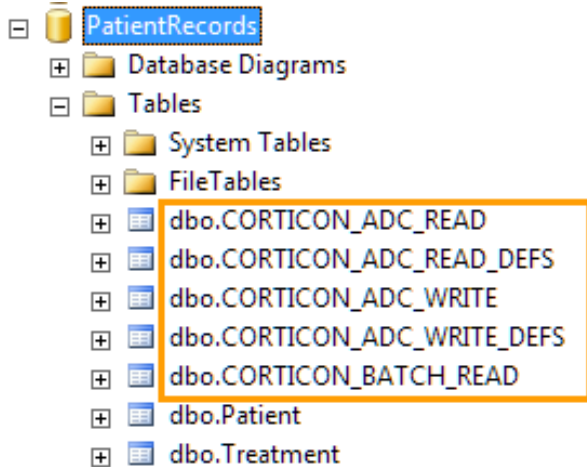 PatientRecords
Database Diagrams
Tables
System Tables
FileTables
dbo.CORTICON_ADC_READ
dbo.CORTICON_ADC_READ_DEFS
dbo.CORTICON_ADC_WRITE
dbo.CORTICON_ADC_WRITE_DEFS
dbo.CORTICON_BATCH_READ
dbo.Patient
dbo.Treatment